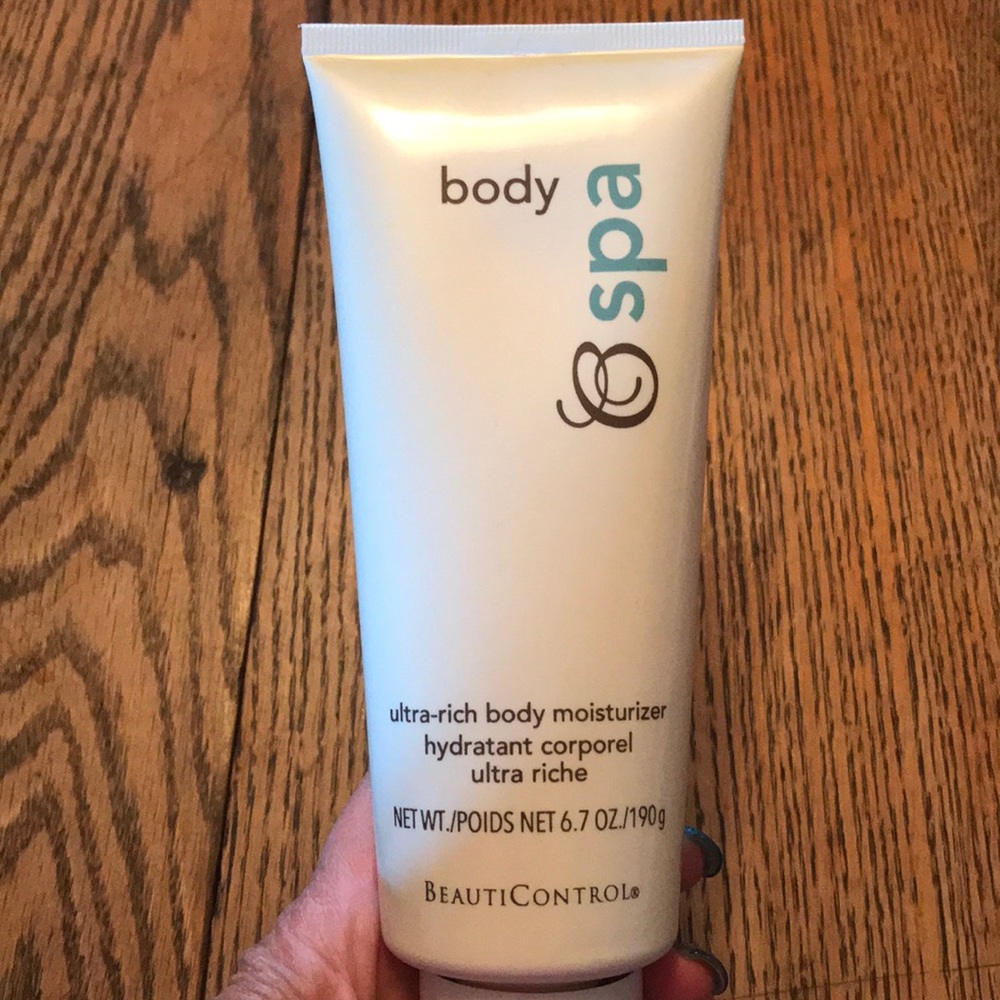 body
spa
ultra-rich body moisturizer
hydratant corporel
ultra riche
NET WT./POIDS NET 6.7 OZ./190g
BEAUTICONTROL®